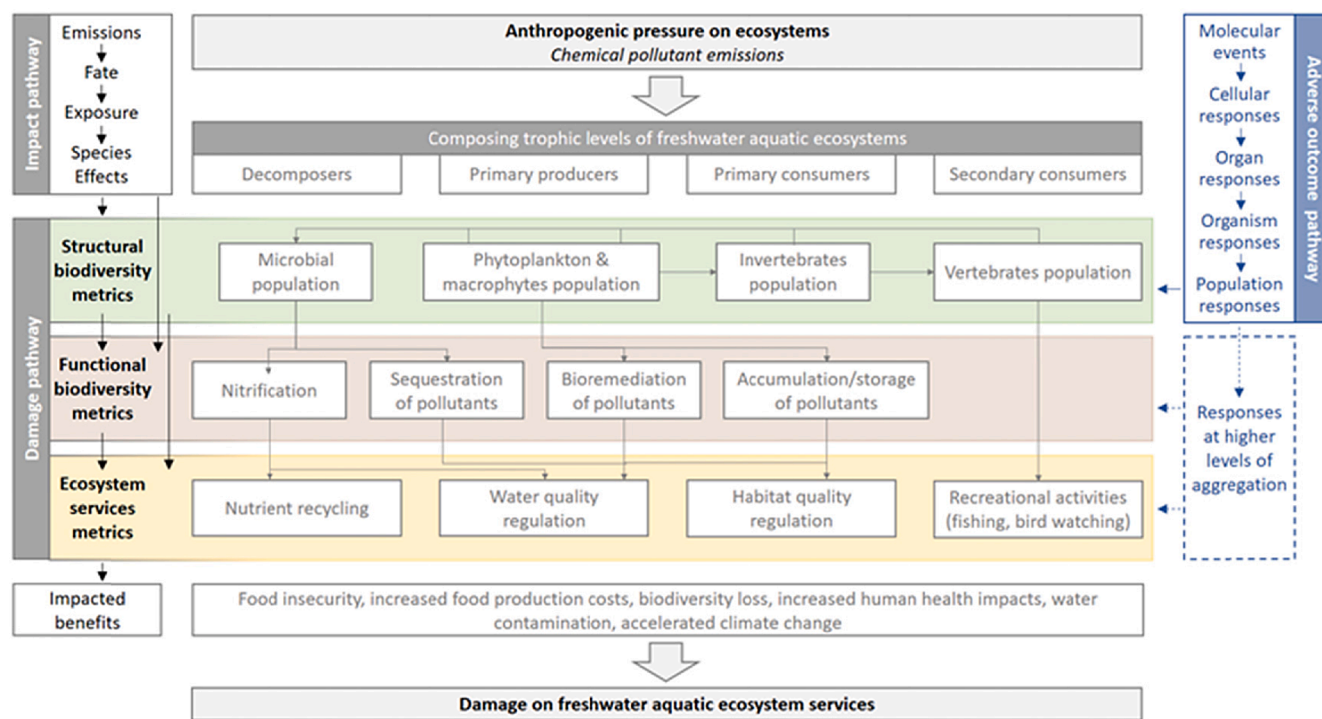 Impact pathway
Emissions
Fate
Exposure
Species
Effects
Anthropogenic pressure on ecosystems
Chemical pollutant emissions
Composing trophic levels of freshwater aquatic ecosystems
Decomposers
Primary producers
Primary consumers
Secondary consumers
Molecular
events
Cellular
responses
Organ
responses
Organism
responses
Population
responses
Adverse outcome pathway
Damage pathway
Structural
biodiversity
metrics
Microbial
population
Phytoplankton &
macrophytes population
Invertebrates
population
Vertebrates population
Functional
biodiversity
metrics
Nitrification
Sequestration
of pollutants
Bioremediation
of pollutants
Accumulation/storage
of pollutants
Responses
at higher
levels of
aggregation
Ecosystem
services
metrics
Nutrient recycling
Water quality
regulation
Habitat quality
regulation
Recreational activities
(fishing, bird watching)
Impacted
benefits
Food insecurity, increased food production costs, biodiversity loss, increased human health impacts, water
contamination, accelerated climate change
Damage on freshwater aquatic ecosystem services